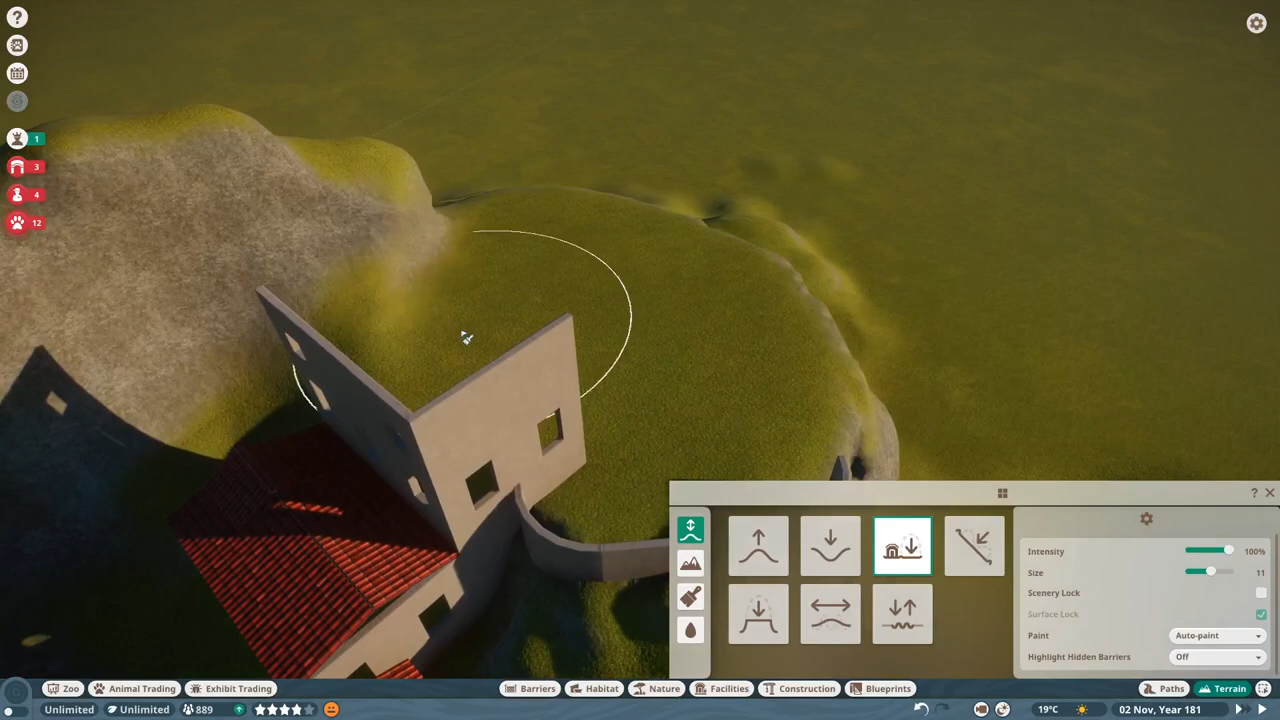 ?
1
3
4
12
?
Intensity 100%
Size 11
Scenery Lock
Surface Lock
Paint Auto-paint
Highlight Hidden Barriers Off
Zoo Animal Trading Exhibit Trading Barriers Habitat Nature Facilities Construction Blueprints Paths Terrain
Unlimited Unlimited 889 19°C 02 Nov, Year 181